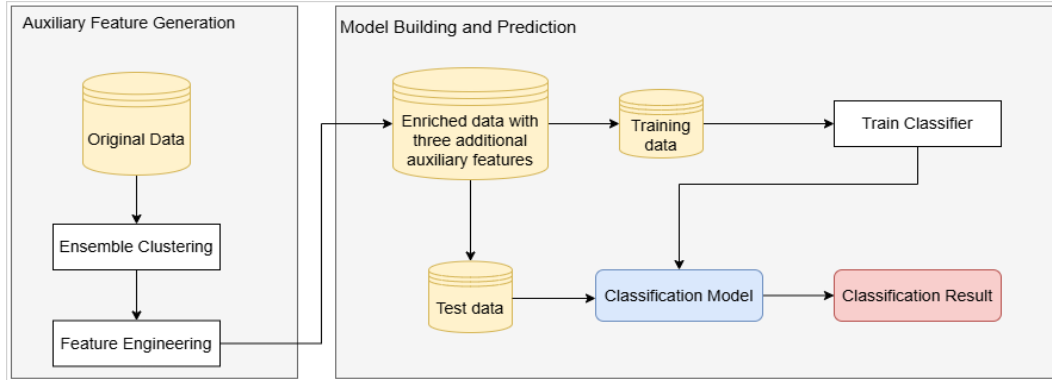 Auxiliary Feature Generation
Original Data
Ensemble Clustering
Feature Engineering
Model Building and Prediction
Enriched data with
three additional
auxiliary features
Training
data
Train Classifier
Test data
Classification Model
Classification Result